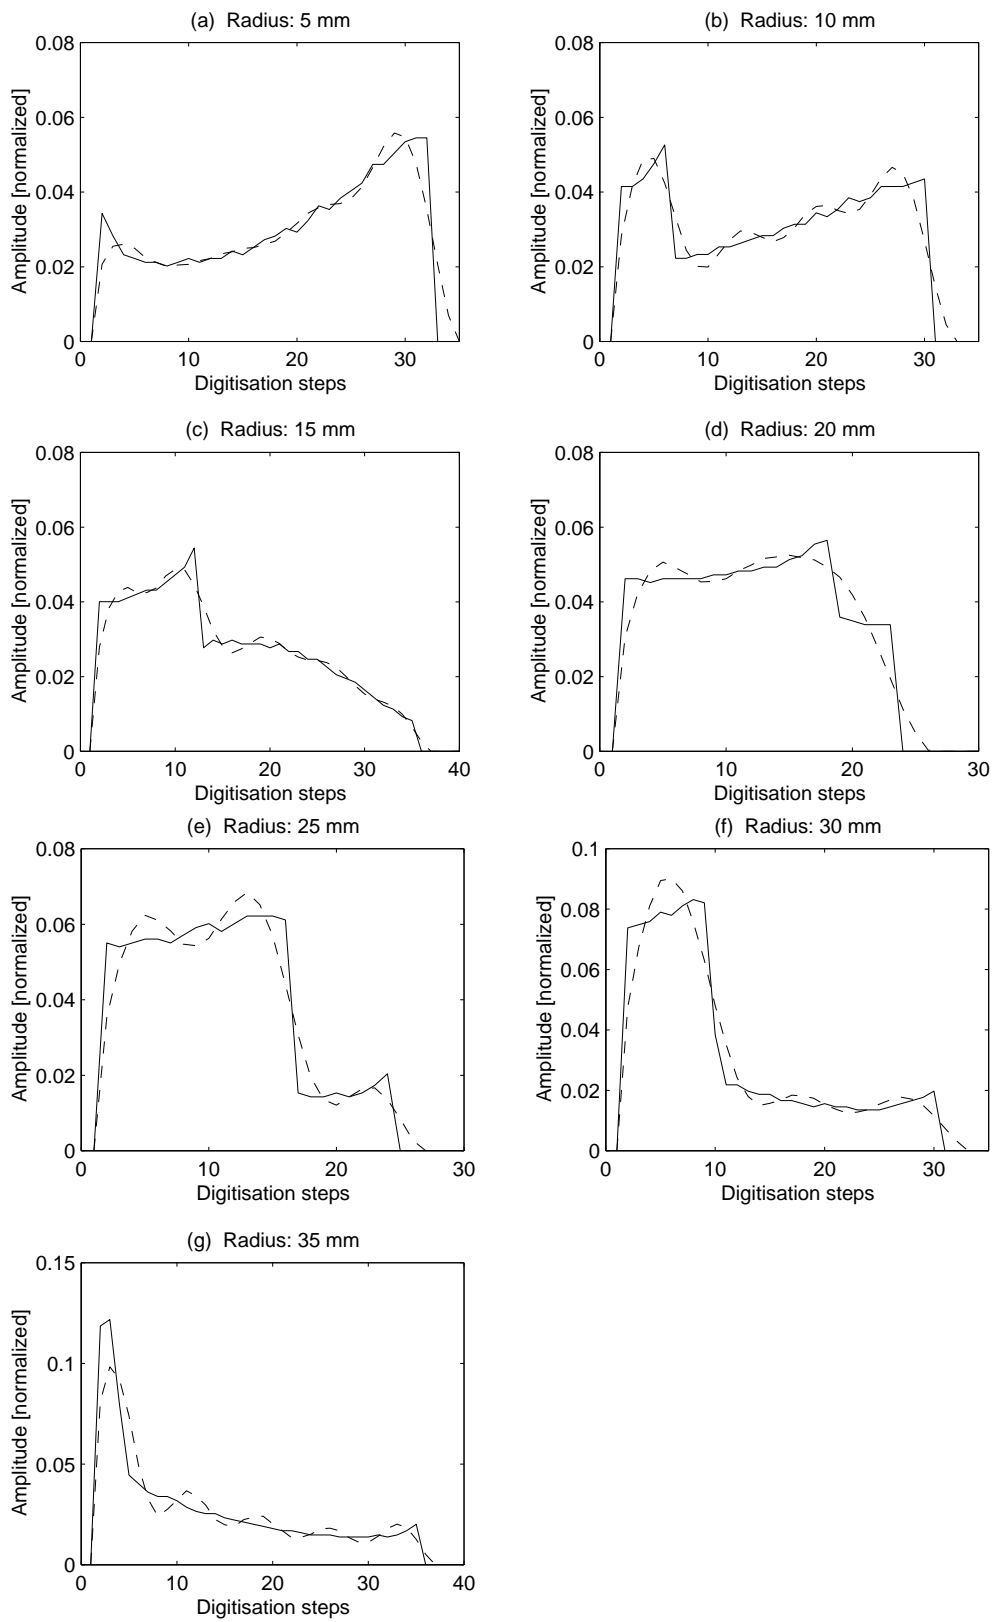 (a)  Radius: 5 mm
0.08
0.06
0.04
0.02
0
Amplitude [normalized]
0 10 20 30
Digitisation steps
(b)  Radius: 10 mm
0.08
0.06
0.04
0.02
0
Amplitude [normalized]
0 10 20 30
Digitisation steps
(c)  Radius: 15 mm
0.08
0.06
0.04
0.02
0
Amplitude [normalized]
0 10 20 30 40
Digitisation steps
(d)  Radius: 20 mm
0.08
0.06
0.04
0.02
0
Amplitude [normalized]
0 10 20 30
Digitisation steps
(e)  Radius: 25 mm
0.08
0.06
0.04
0.02
0
Amplitude [normalized]
0 10 20 30
Digitisation steps
(f)  Radius: 30 mm
0.1
0.08
0.06
0.04
0.02
0
Amplitude [normalized]
0 10 20 30
Digitisation steps
(g)  Radius: 35 mm
0.15
0.1
0.05
0
Amplitude [normalized]
0 10 20 30 40
Digitisation steps